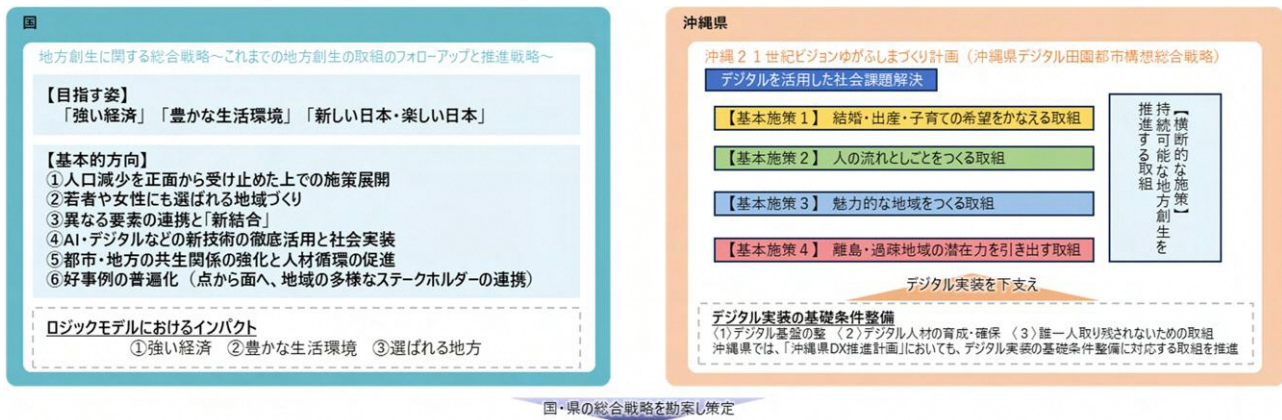 国
地方創生に関する総合戦略～これまでの地方創生の取組のフォローアップと推進戦略～
【目指す姿】
「強い経済」「豊かな生活環境」「新しい日本・楽しい日本」
【基本的方向】
①人口減少を正面から受け止めた上での施策展開
②若者や女性にも選ばれる地域づくり
③異なる要素の連携と「新結合」
④AI・デジタルなどの新技術の徹底活用と社会実装
⑤都市・地方の共生関係の強化と人材循環の促進
⑥好事例の普遍化（点から面へ、地域の多様なステークホルダーの連携）
ロジックモデルにおけるインパクト
①強い経済 ②豊かな生活環境 ③選ばれる地方
沖縄県
沖縄２１世紀ビジョンゆがふしまづくり計画（沖縄県デジタル田園都市構想総合戦略）
デジタルを活用した社会課題解決
【基本施策１】 結婚・出産・子育ての希望をかなえる取組
【基本施策２】 人の流れとしごとをつくる取組
【基本施策３】 魅力的な地域をつくる取組
【基本施策４】 離島・過疎地域の潜在力を引き出す取組
【横断的な施策】
持続可能な地方創生を
推進する取組
デジタル実装を下支え
デジタル実装の基礎条件整備
〈1〉デジタル基盤の整 〈２〉デジタル人材の育成・確保 〈３〉誰一人取り残されないための取組
沖縄県では、「沖縄県DX推進計画」においても、デジタル実装の基礎条件整備に対応する取組を推進
国・県の総合戦略を勘案し策定